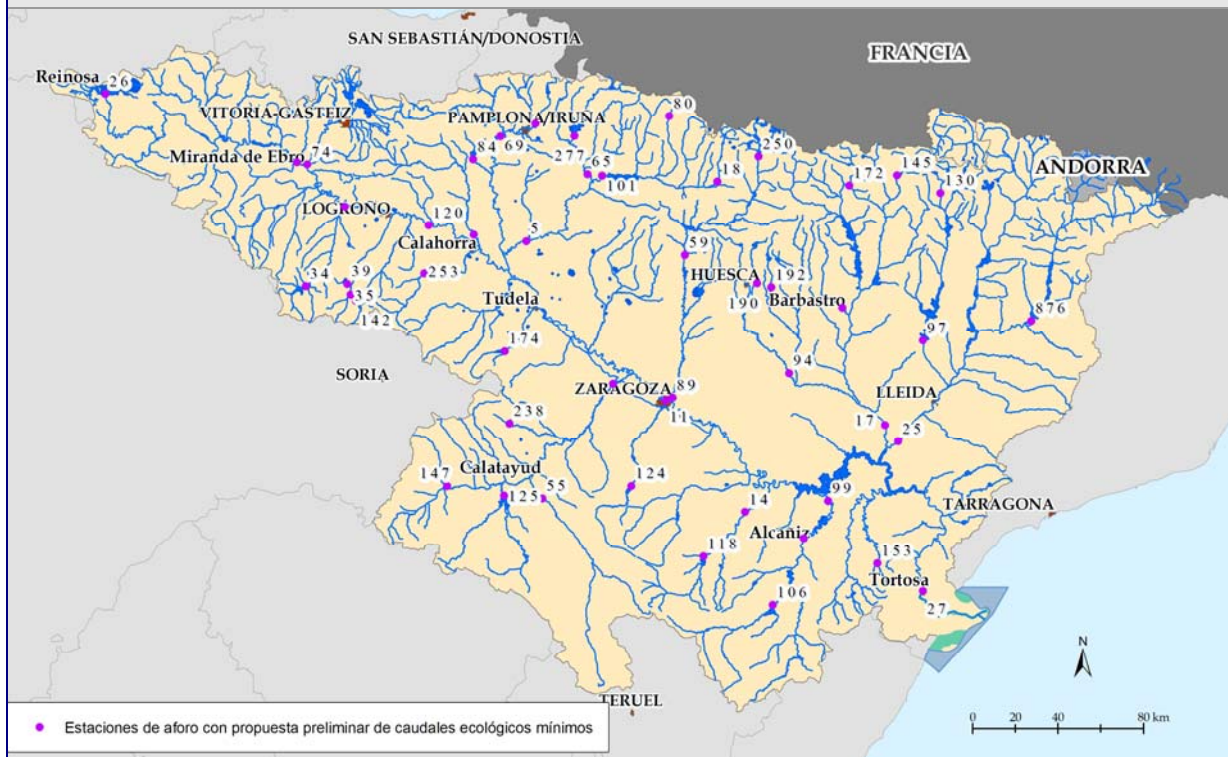 SAN SEBASTIÁN/DONOSTIA
FRANCIA
Reinosa
26
VITORIA-GASTEIZ
PAMPLONA/IRUÑA
80
Miranda de Ebro
74
84
69
277
65
101
18
250
172
145
130
ANDORRA
LOGROÑO
120
Calahorra
5
59
34
39
35
253
142
HUESCA
192
190
Barbastro
Tudela
876
174
97
SORIA
94
ZARAGOZA
89
11
LLEIDA
238
17
25
Calatayud
147
125
55
124
14
99
TARRAGONA
Alcañiz
118
153
Tortosa
106
27
TERUEL
N
0 20 40 80 km
Estaciones de aforo con propuesta preliminar de caudales ecológicos mínimos